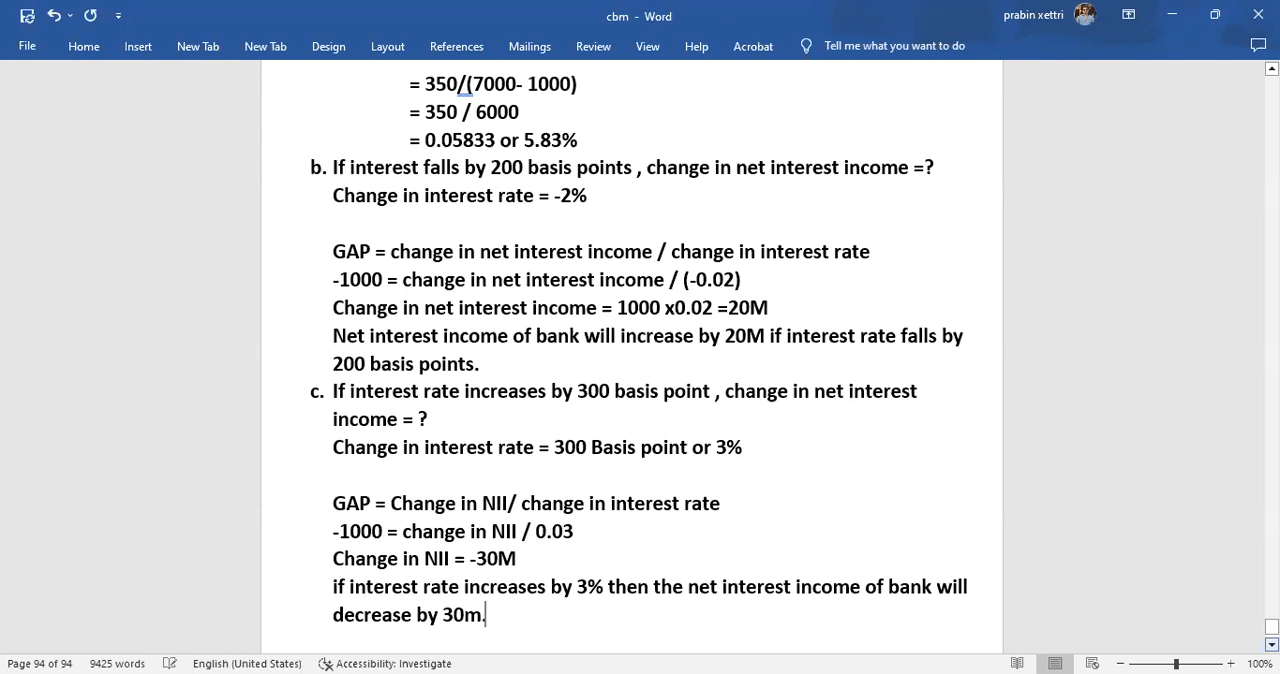 cbm - Word
prabin xettri
File Home Insert New Tab New Tab Design Layout References Mailings Review View Help Acrobat Tell me what you want to do
= 350/(7000- 1000)
= 350 / 6000
= 0.05833 or 5.83%
b. If interest falls by 200 basis points , change in net interest income =?
Change in interest rate = -2%
GAP = change in net interest income / change in interest rate
-1000 = change in net interest income / (-0.02)
Change in net interest income = 1000 x0.02 =20M
Net interest income of bank will increase by 20M if interest rate falls by
200 basis points.
c. If interest rate increases by 300 basis point , change in net interest
income = ?
Change in interest rate = 300 Basis point or 3%
GAP = Change in NII/ change in interest rate
-1000 = change in NII / 0.03
Change in NII = -30M
if interest rate increases by 3% then the net interest income of bank will
decrease by 30m.
Page 94 of 94 9425 words English (United States) Accessibility: Investigate 100%